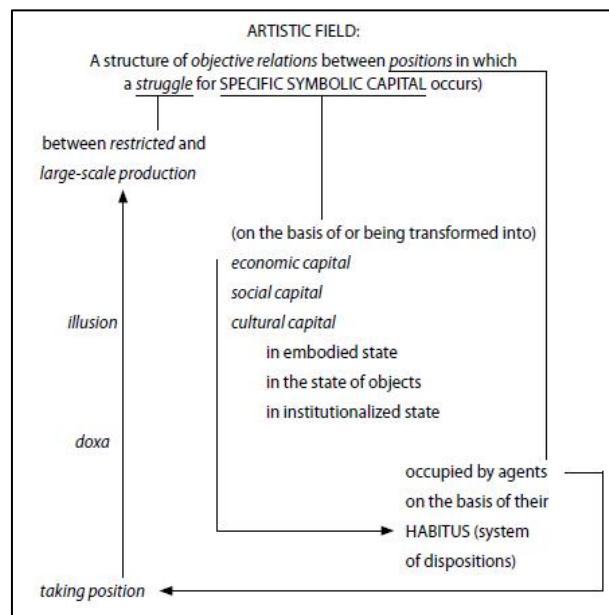 ARTISTIC FIELD:
A structure of objective relations between positions in which
a struggle for SPECIFIC SYMBOLIC CAPITAL occurs)
between restricted and
large-scale production
(on the basis of or being transformed into)
economic capital
social capital
cultural capital
in embodied state
in the state of objects
in institutionalized state
illusion
doxa
occupied by agents
on the basis of their
HABITUS (system
of dispositions)
taking position